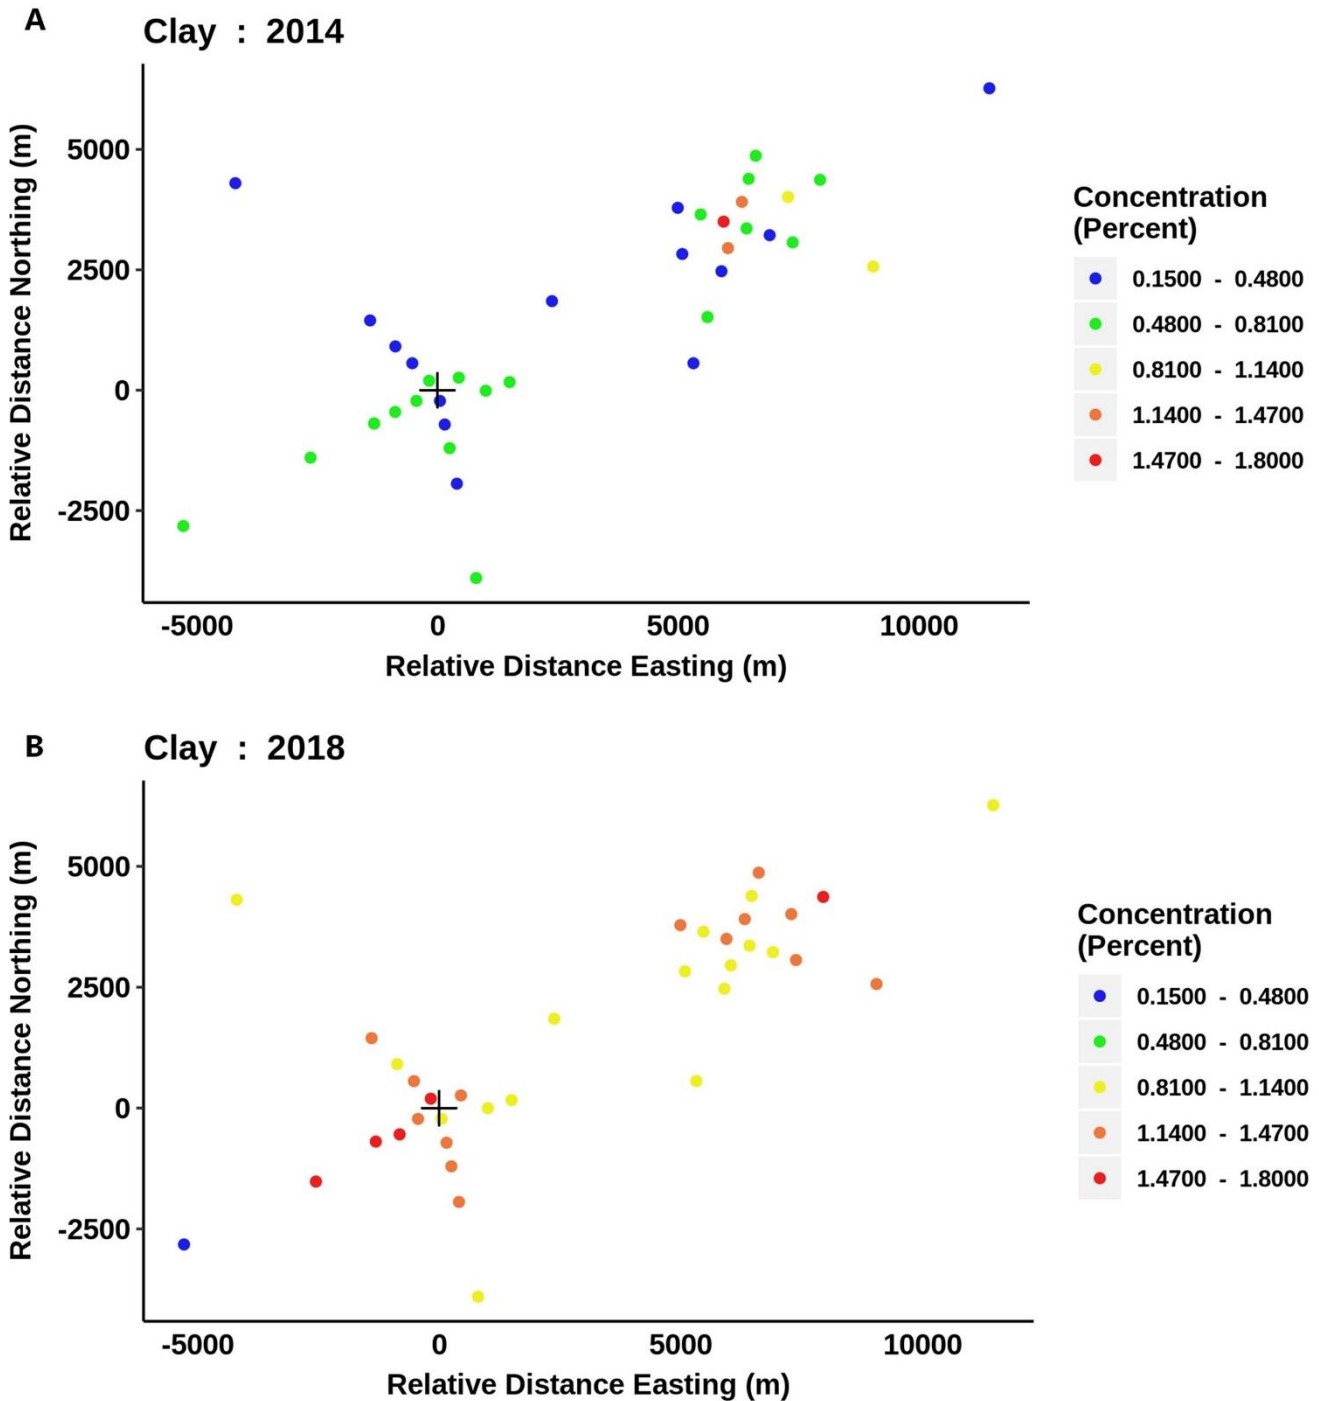 A
Clay : 2014
Relative Distance Northing (m)
5000
2500
0
-2500
-5000 0 5000 10000
Relative Distance Easting (m)
Concentration
(Percent)
0.1500 - 0.4800
0.4800 - 0.8100
0.8100 - 1.1400
1.1400 - 1.4700
1.4700 - 1.8000
B
Clay : 2018
Relative Distance Northing (m)
5000
2500
0
-2500
-5000 0 5000 10000
Relative Distance Easting (m)
Concentration
(Percent)
0.1500 - 0.4800
0.4800 - 0.8100
0.8100 - 1.1400
1.1400 - 1.4700
1.4700 - 1.8000